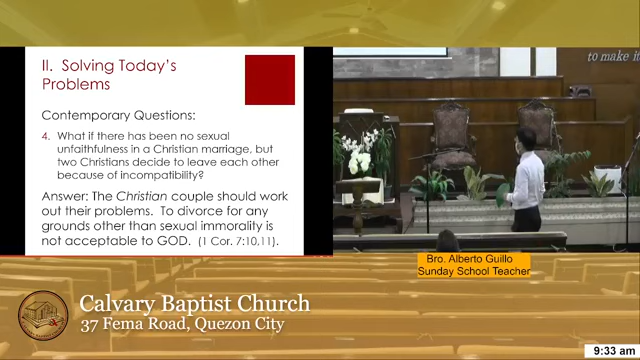 II. Solving Today's
Problems
Contemporary Questions:
4. What if there has been no sexual
unfaithfulness in a Christian marriage, but
two Christians decide to leave each other
because of incompatibility?
Answer: The Christian couple should work
out their problems. To divorce for any
grounds other than sexual immorality is
not acceptable to GOD. (1 Cor. 7:10,11).
to make it
Bro. Alberto Guillo
Sunday School Teacher
Calvary Baptist Church
37 Fema Road, Quezon City
9:33 am